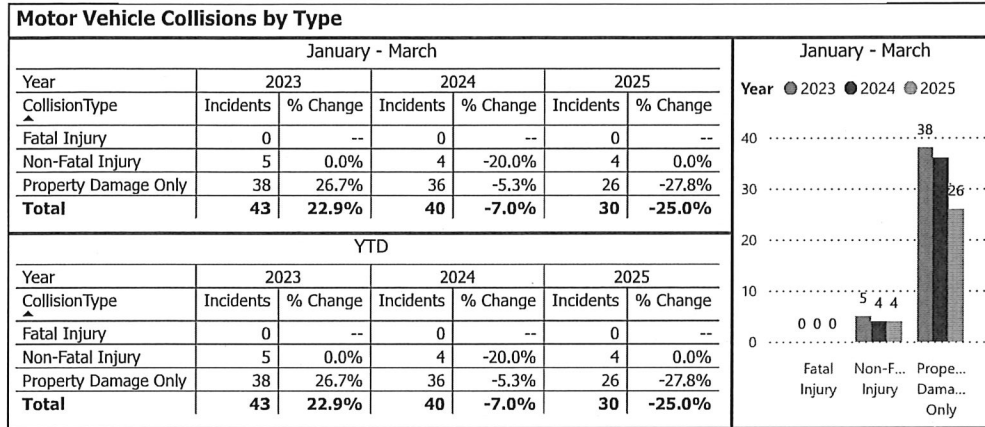 Motor Vehicle Collisions by Type
January - March
Year 2023 2024 2025
CollisionType Incidents % Change Incidents % Change Incidents % Change
Fatal Injury 0 -- 0 -- 0 --
Non-Fatal Injury 5 0.0% 4 -20.0% 4 0.0%
Property Damage Only 38 26.7% 36 -5.3% 26 -27.8%
Total 43 22.9% 40 -7.0% 30 -25.0%
YTD
Year 2023 2024 2025
CollisionType Incidents % Change Incidents % Change Incidents % Change
Fatal Injury 0 -- 0 -- 0 --
Non-Fatal Injury 5 0.0% 4 -20.0% 4 0.0%
Property Damage Only 38 26.7% 36 -5.3% 26 -27.8%
Total 43 22.9% 40 -7.0% 30 -25.0%
January - March
Year 2023 2024 2025
40
30
20
10
0
0 0 0
5 4 4
38
26
Fatal Non-F... Prope...
Injury Injury Dama...
Only